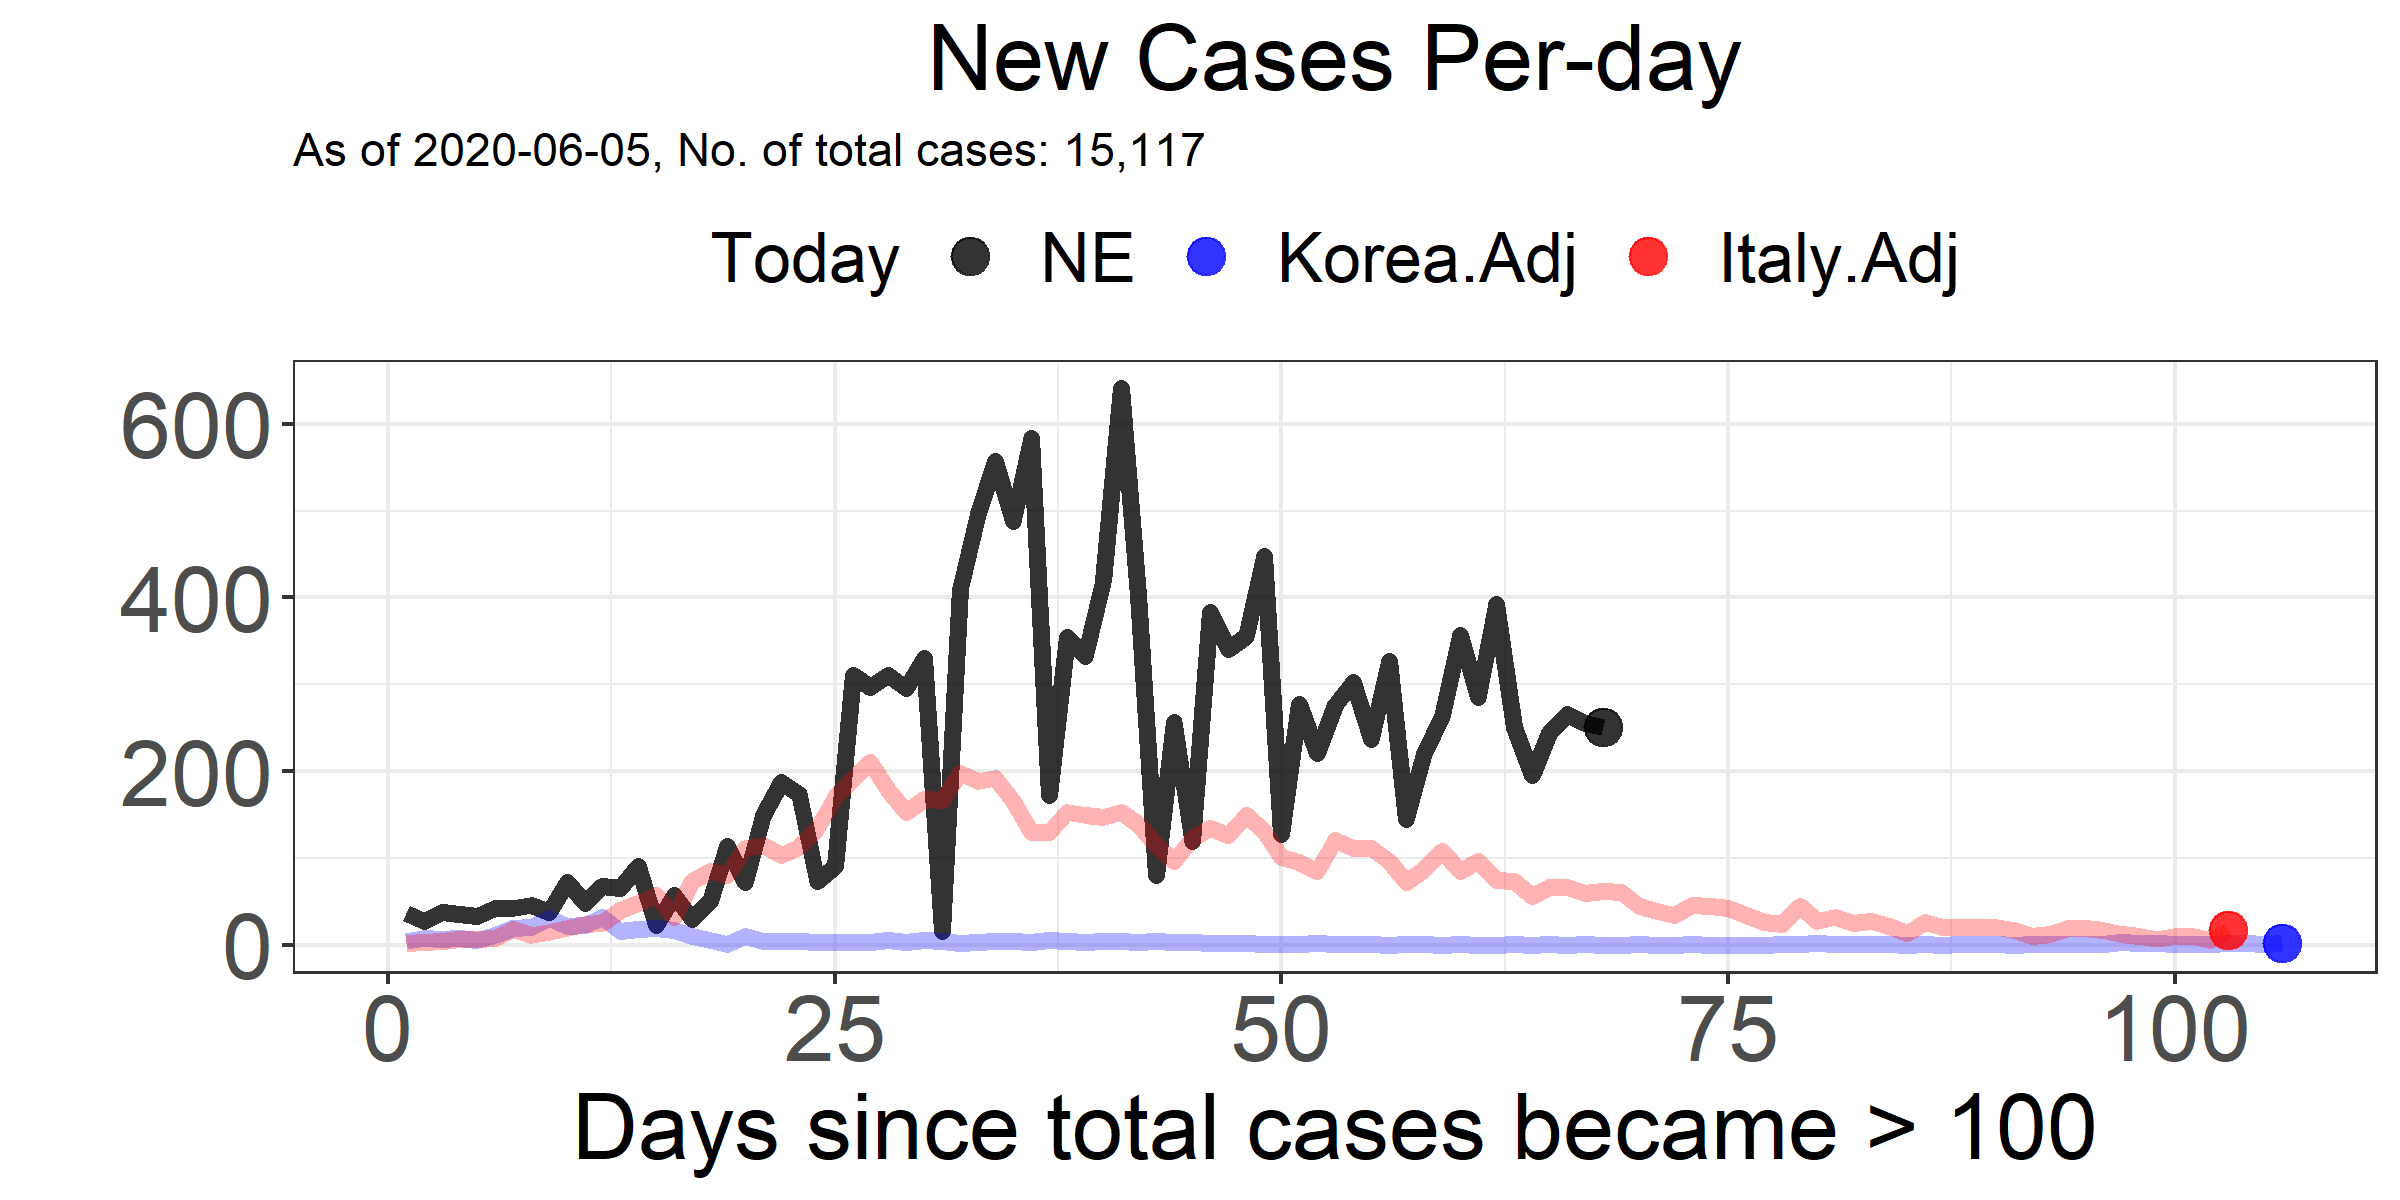 New Cases Per-day
As of 2020-06-05, No. of total cases: 15,117
Today NE Korea.Adj Italy.Adj
600
400
200
0
0 25 50 75 100
Days since total cases became > 100